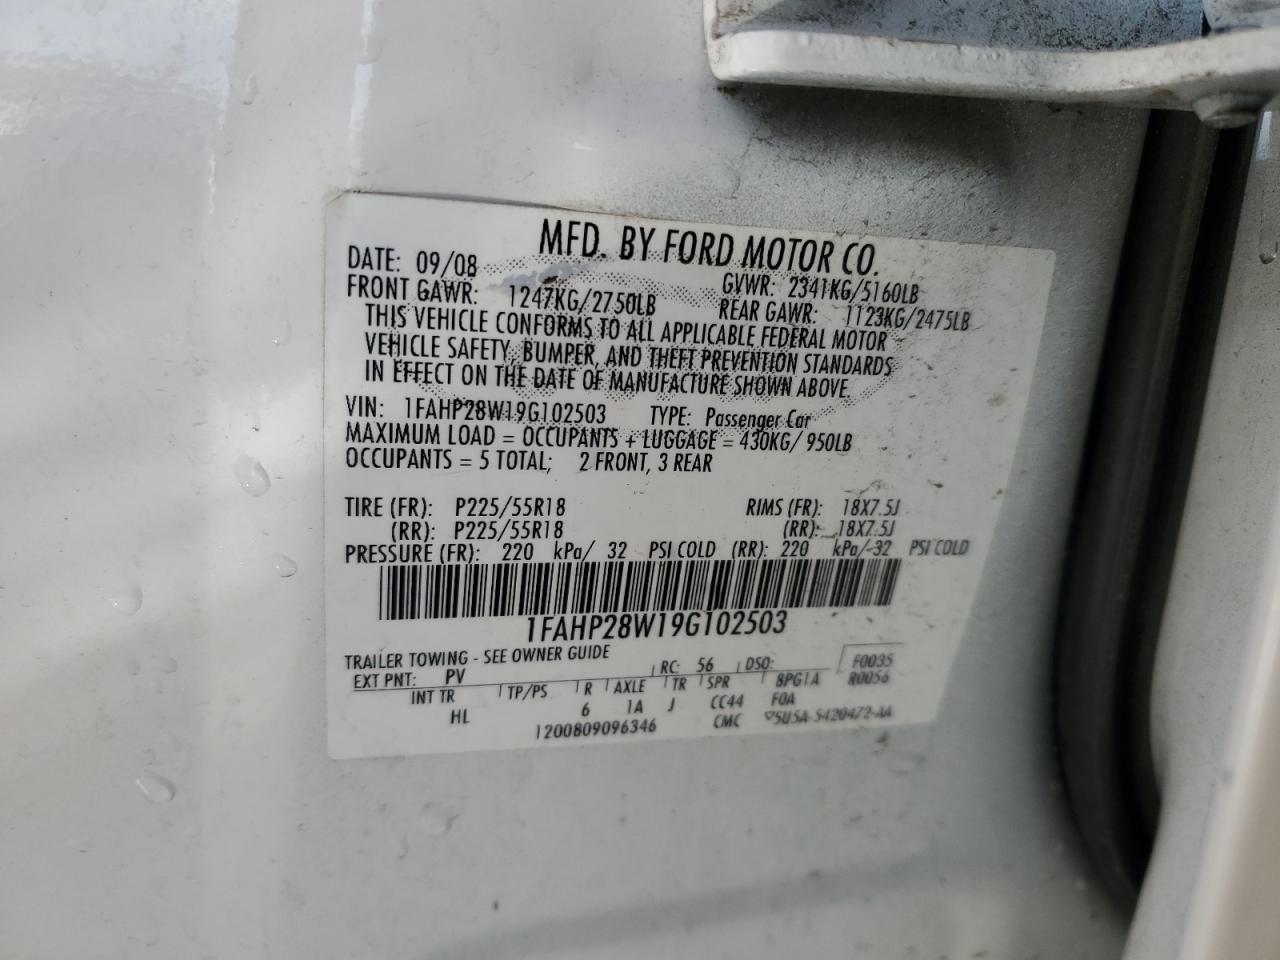 MFD. BY FORD MOTOR CO.
DATE: 09/08 GVWR: 2341KG/5160LB
FRONT GAWR: 1247KG/2750LB REAR GAWR: 1123KG/2475LB
THIS VEHICLE CONFORMS TO ALL APPLICABLE FEDERAL MOTOR
VEHICLE SAFETY, BUMPER, AND THEFT PREVENTION STANDARDS
IN EFFECT ON THE DATE OF MANUFACTURE SHOWN ABOVE.
VIN: 1FAHP28W19G102503 TYPE: Passenger Car
MAXIMUM LOAD = OCCUPANTS + LUGGAGE = 430KG/ 950LB
OCCUPANTS = 5 TOTAL; 2 FRONT, 3 REAR
TIRE (FR): P225/55R18 RIMS (FR): 18X7.5J
(RR): P225/55R18 (RR): 18X7.5J
PRESSURE (FR): 220 kPa/ 32 PSI COLD (RR): 220 kPa/ 32 PSI COLD
1FAHP28W19G102503
TRAILER TOWING - SEE OWNER GUIDE
EXT PNT: PV RC: 56 DSO: F0035
INT TR TP/PS R AXLE TR SPR 8PG1A R0056
HL 6 1A J CC44 FOA
1200809096346 CMC 5U5A-5420472-AA